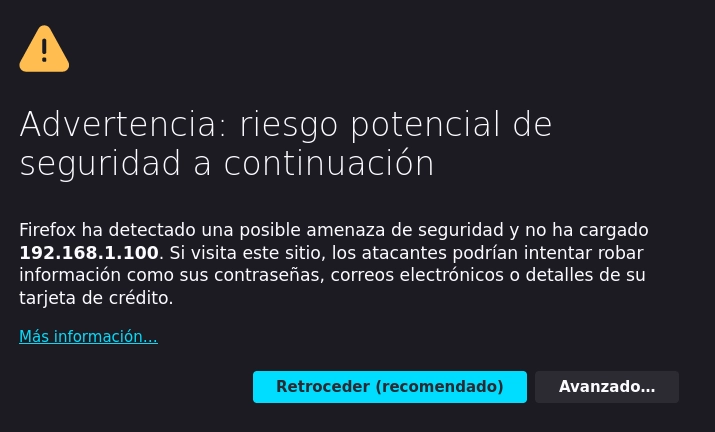 Advertencia: riesgo potencial de
seguridad a continuación
Firefox ha detectado una posible amenaza de seguridad y no ha cargado
192.168.1.100. Si visita este sitio, los atacantes podrían intentar robar
información como sus contraseñas, correos electrónicos o detalles de su
tarjeta de crédito.
Más información…
Retroceder (recomendado)
Avanzado…